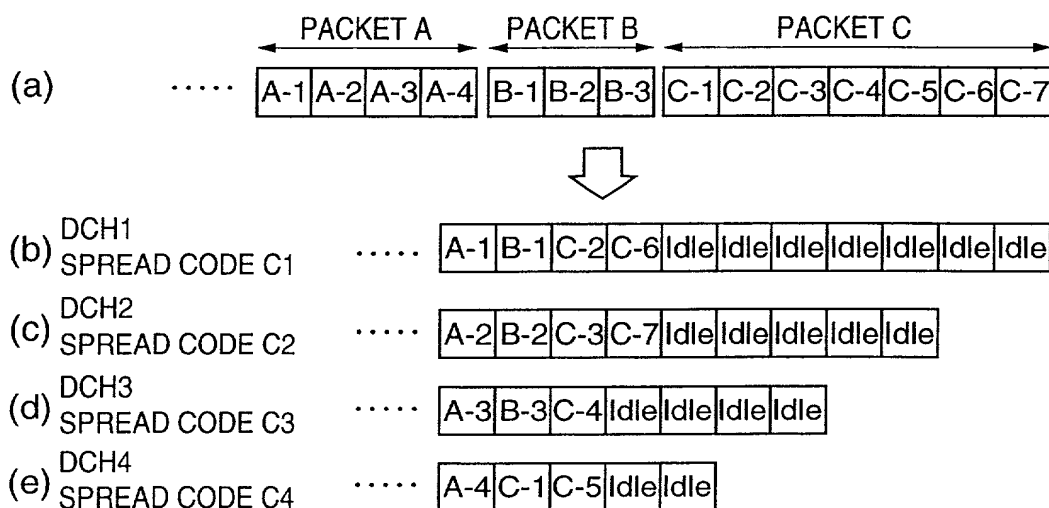 PACKET A PACKET B PACKET C
(a) ..... A-1 A-2 A-3 A-4 B-1 B-2 B-3 C-1 C-2 C-3 C-4 C-5 C-6 C-7
(b) DCH1
SPREAD CODE C1 ..... A-1 B-1 C-2 C-6 Idle Idle Idle Idle Idle Idle Idle
(c) DCH2
SPREAD CODE C2 ..... A-2 B-2 C-3 C-7 Idle Idle Idle Idle Idle
(d) DCH3
SPREAD CODE C3 ..... A-3 B-3 C-4 Idle Idle Idle Idle
(e) DCH4
SPREAD CODE C4 ..... A-4 C-1 C-5 Idle Idle